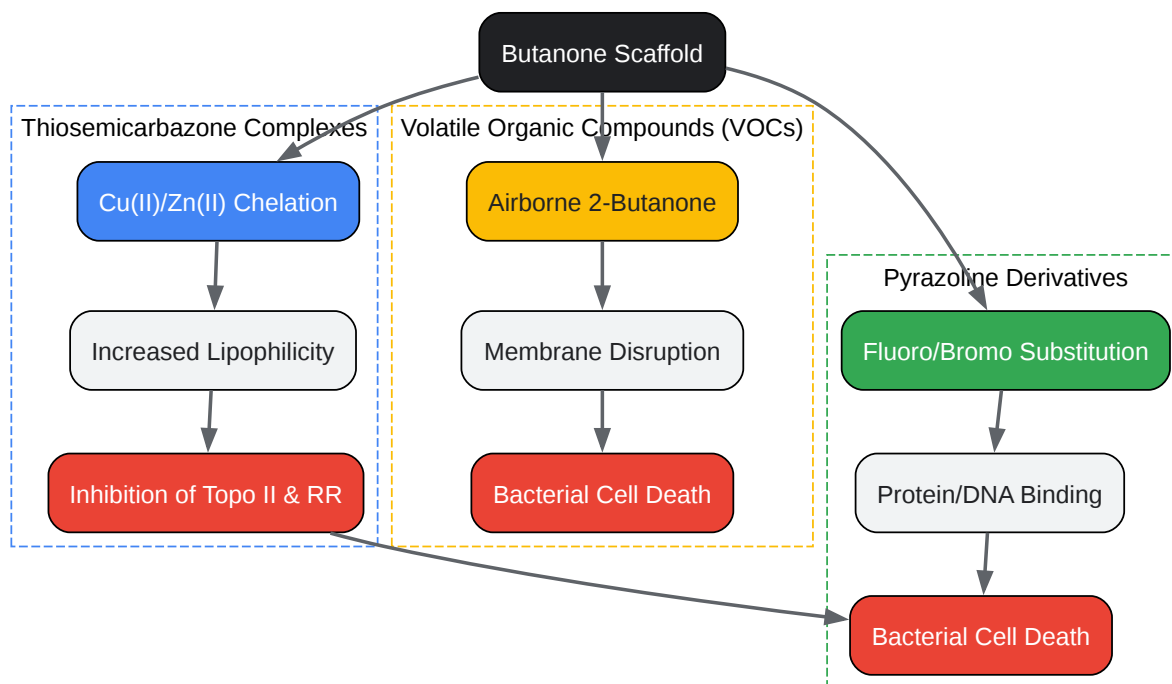 Butanone Scaffold
Thiosemicarbazone Complexes
Volatile Organic Compounds (VOCs)
Cu(II)/Zn(II) Chelation
Airborne 2-Butanone
Pyrazoline Derivatives
Increased Lipophilicity
Membrane Disruption
Fluoro/Bromo Substitution
Inhibition of Topo II & RR
Bacterial Cell Death
Protein/DNA Binding
Bacterial Cell Death